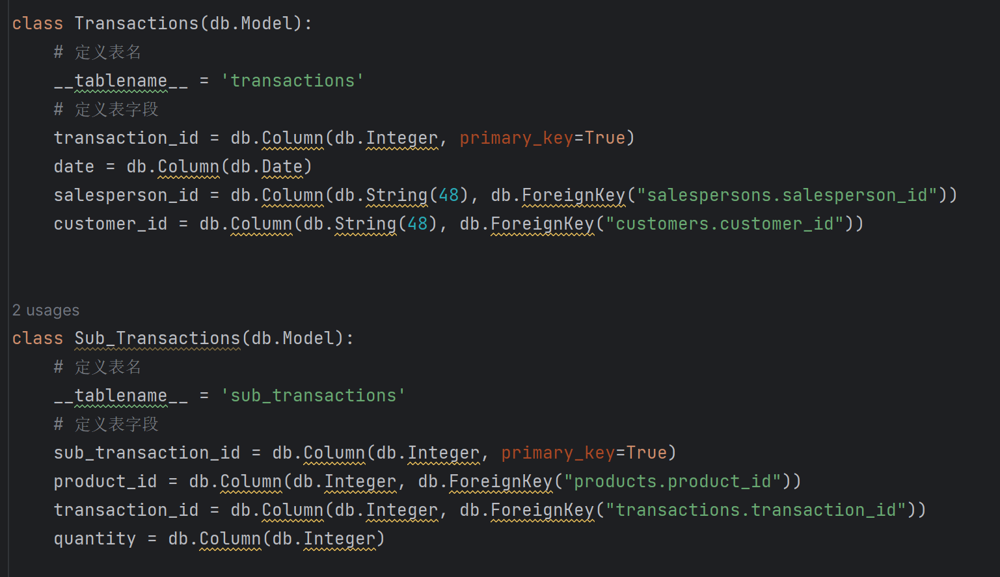 class Transactions(db.Model):
    # 定义表名
    __tablename__ = 'transactions'
    # 定义表字段
    transaction_id = db.Column(db.Integer, primary_key=True)
    date = db.Column(db.Date)
    salesperson_id = db.Column(db.String(48), db.ForeignKey("salespersons.salesperson_id"))
    customer_id = db.Column(db.String(48), db.ForeignKey("customers.customer_id"))
2 usages
class Sub_Transactions(db.Model):
    # 定义表名
    __tablename__ = 'sub_transactions'
    # 定义表字段
    sub_transaction_id = db.Column(db.Integer, primary_key=True)
    product_id = db.Column(db.Integer, db.ForeignKey("products.product_id"))
    transaction_id = db.Column(db.Integer, db.ForeignKey("transactions.transaction_id"))
    quantity = db.Column(db.Integer)